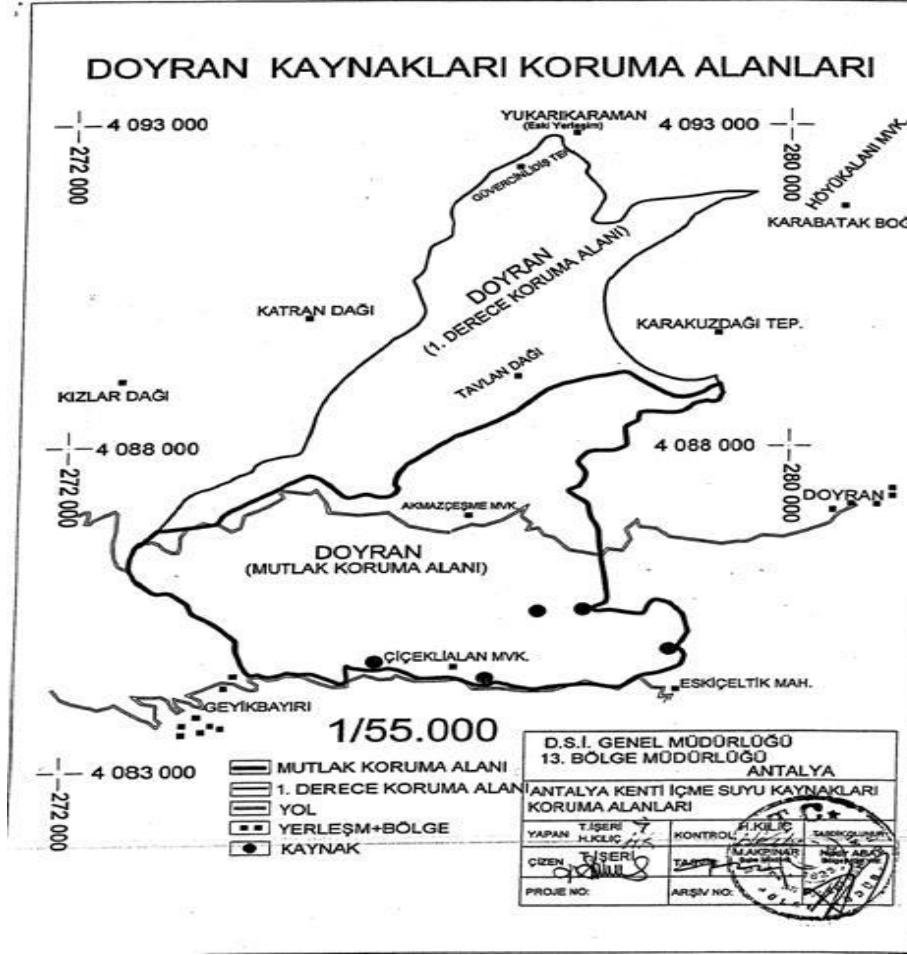 DOYRAN KAYNAKLARI KORUMA ALANLARI
YUKARIKARAMAN
(Eski Yerleşim)
4 093 000
4 093 000
272 000
280 000
HÖYÜKALANI MVK.
GÜVERCİNLİDİŞ TEP.
KARABATAK BOĞ
DOYRAN
(1. DERECE KORUMA ALANI)
KATRAN DAĞI
KARAKUZDAĞI TEP.
TAVLAN DAĞI
KIZLAR DAĞI
4 088 000
4 088 000
272 000
280 000
DOYRAN
AKMAZÇEŞME MVK.
DOYRAN
(MUTLAK KORUMA ALANI)
ÇİÇEKLİALAN MVK.
ESKİÇELTİK MAH.
GEYİKBAYIRI
1/55.000
4 083 000
272 000
MUTLAK KORUMA ALANI
1. DERECE KORUMA ALANI
YOL
YERLEŞM+BÖLGE
KAYNAK
D.S.İ. GENEL MÜDÜRLÜĞÜ
13. BÖLGE MÜDÜRLÜĞÜ
ANTALYA
ANTALYA KENTİ İÇME SUYU KAYNAKLARI
KORUMA ALANLARI
YAPAN T.İŞERİ
H.KILIÇ
KONTROL H.KILIÇ
ÇİZEN T.İŞERİ
M.AKPINAR
PROJE NO:
ARŞİV NO:
T.C.